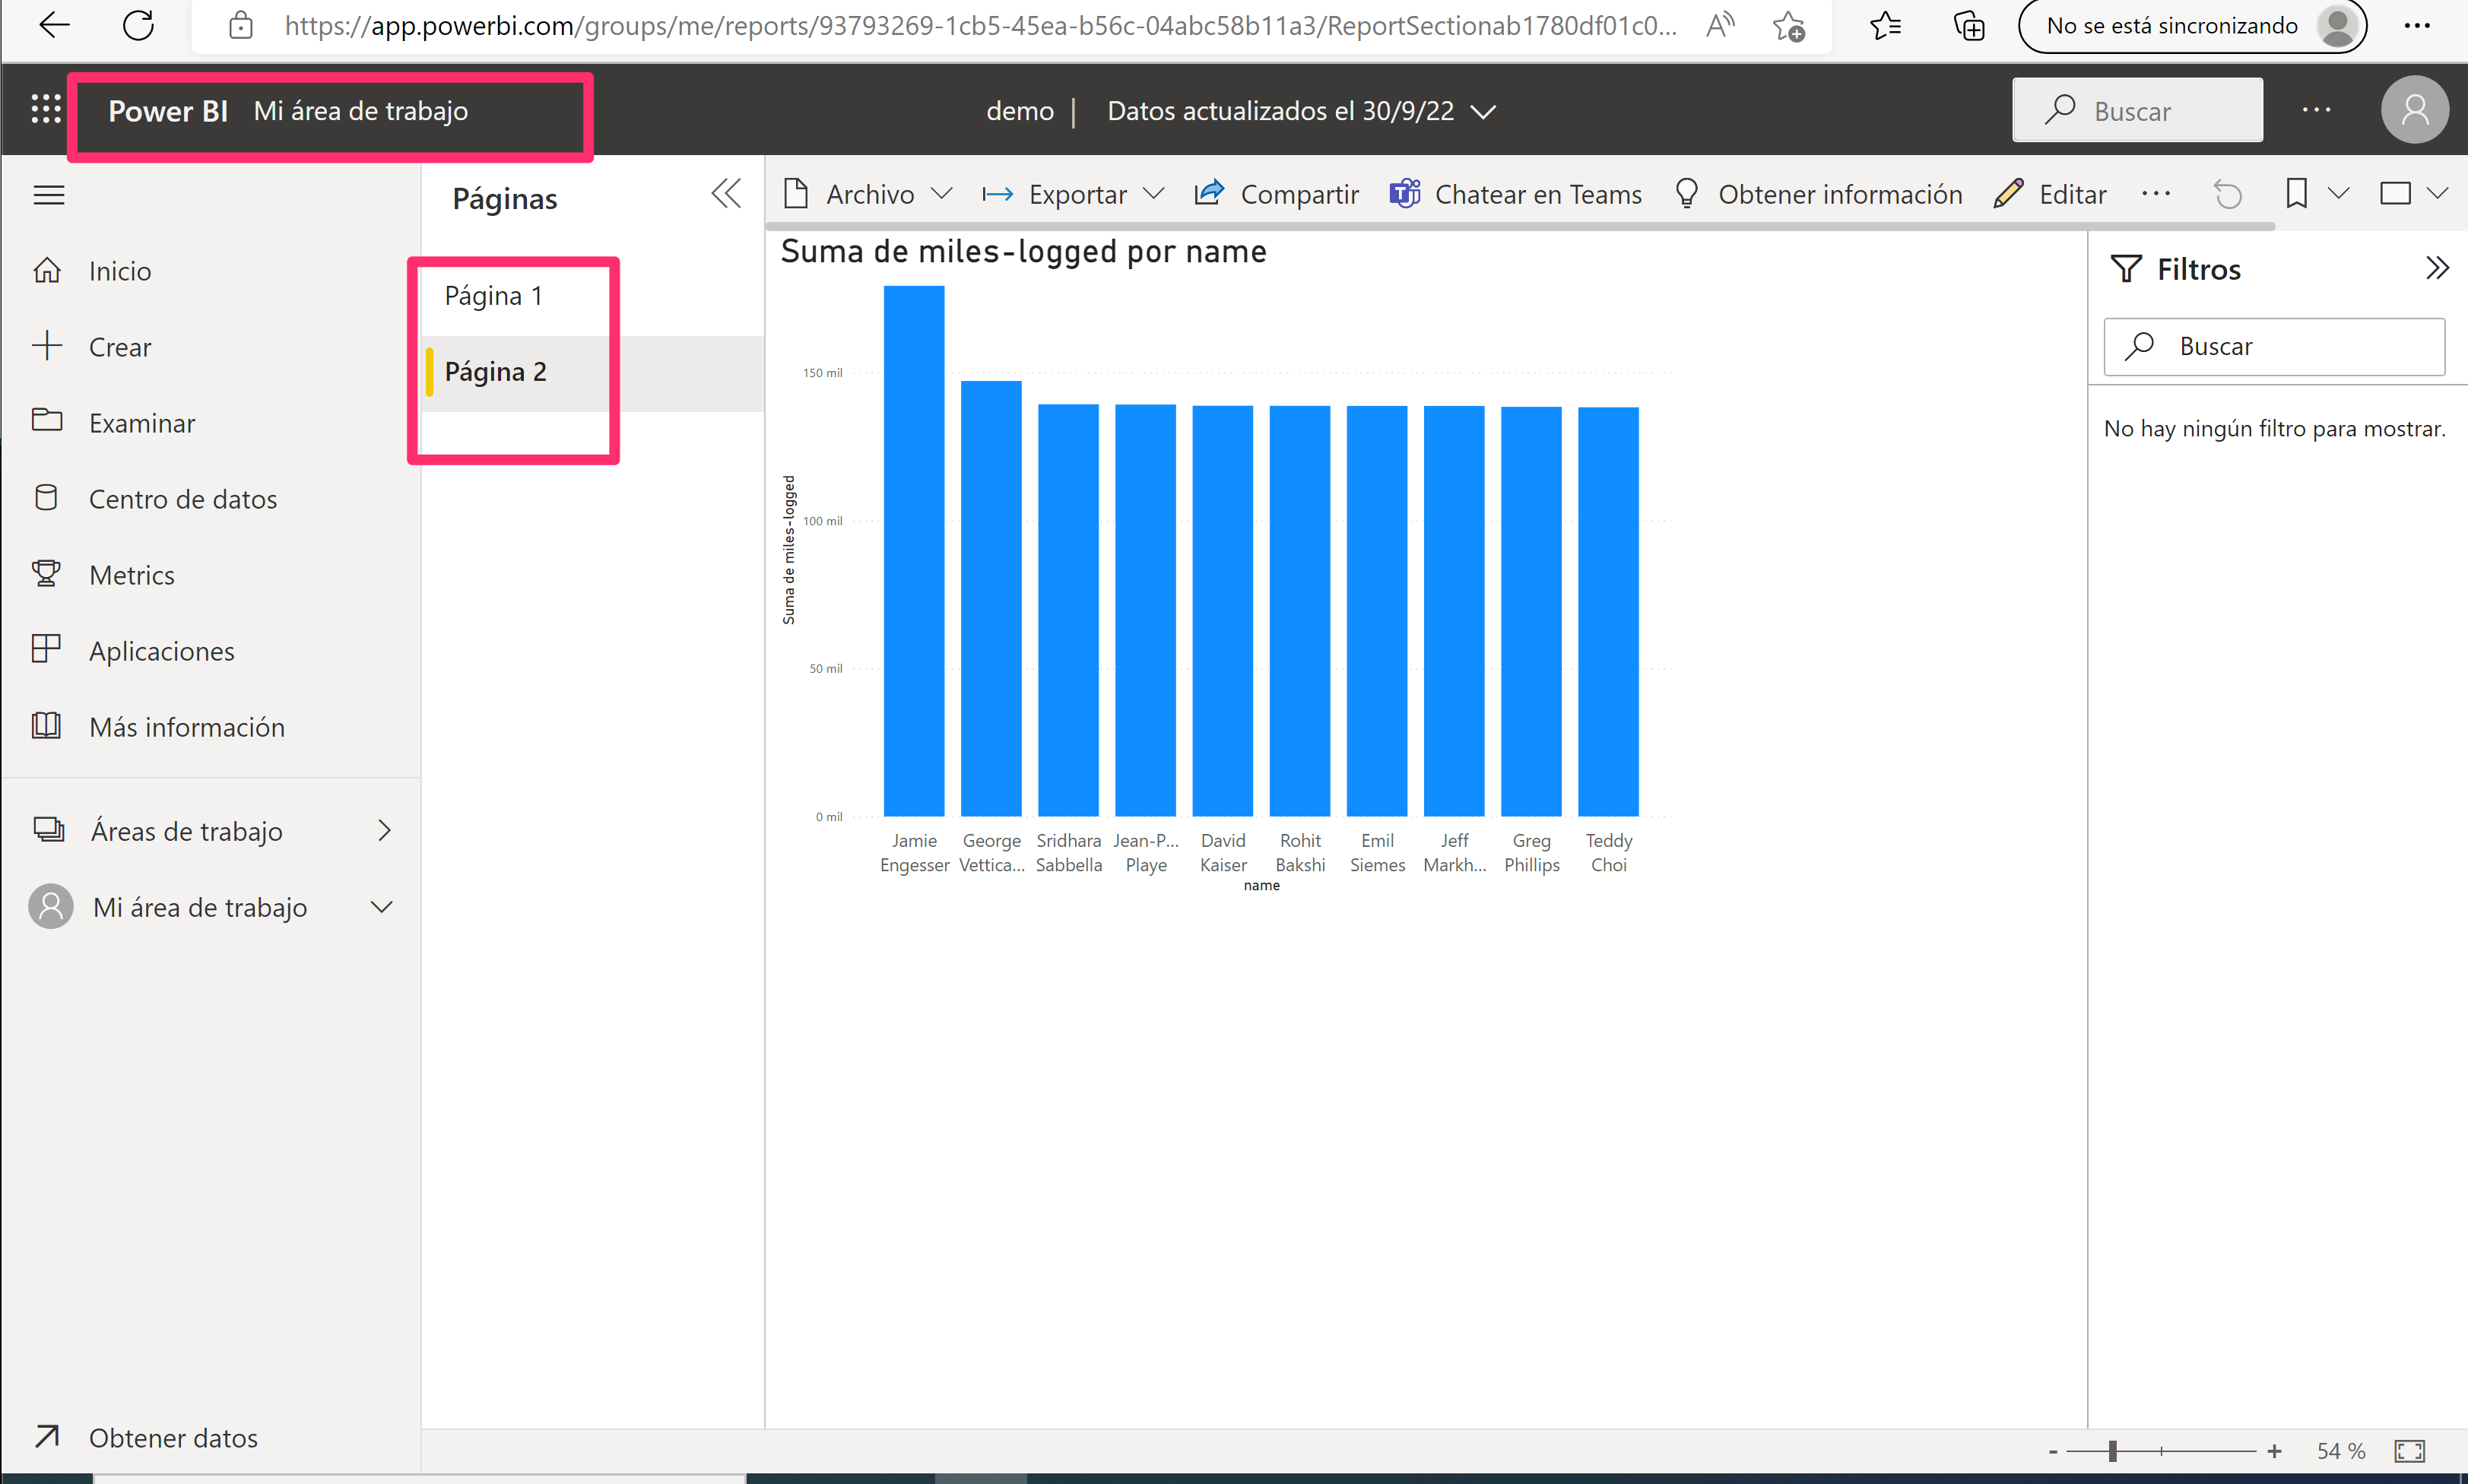 https://app.powerbi.com/groups/me/reports/93793269-1cb5-45ea-b56c-04abc58b11a3/ReportSectionab1780df01c0...
No se está sincronizando
Power BI Mi área de trabajo
demo | Datos actualizados el 30/9/22
Buscar
Páginas
Archivo
Exportar
Compartir
Chatear en Teams
Obtener información
Editar
Inicio
Crear
Examinar
Centro de datos
Metrics
Aplicaciones
Más información
Áreas de trabajo
Mi área de trabajo
Obtener datos
Página 1
Página 2
Suma de miles-logged por name
Suma de miles-logged
150 mil
100 mil
50 mil
0 mil
Jamie Engesser
George Vettica...
Sridhara Sabbella
Jean-P... Playe
David Kaiser
Rohit Bakshi
Emil Siemes
Jeff Markh...
Greg Phillips
Teddy Choi
name
Filtros
Buscar
No hay ningún filtro para mostrar.
- + 54 %